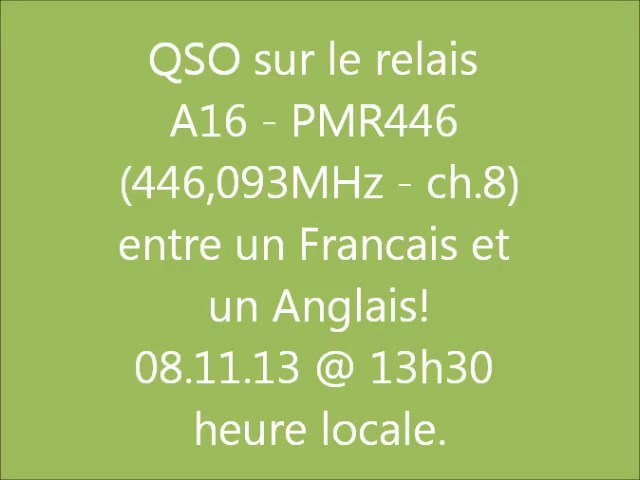 QSO sur le relais
A16 - PMR446
(446,093MHz - ch.8)
entre un Francais et
un Anglais!
08.11.13 @ 13h30
heure locale.